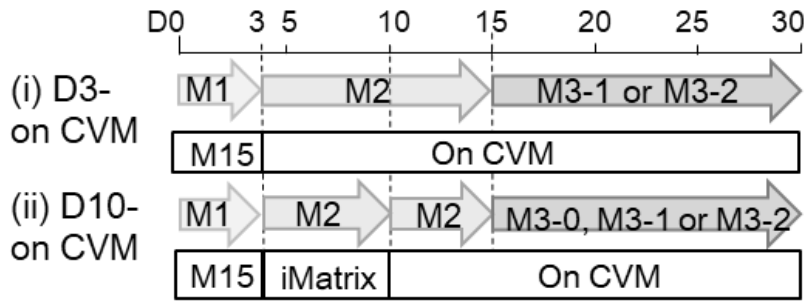 D0 3 5 10 15 20 25 30
(i) D3-
on CVM
M1 M2 M3-1 or M3-2
M15 On CVM
(ii) D10-
on CVM
M1 M2 M2 M3-0, M3-1 or M3-2
M15 iMatrix On CVM